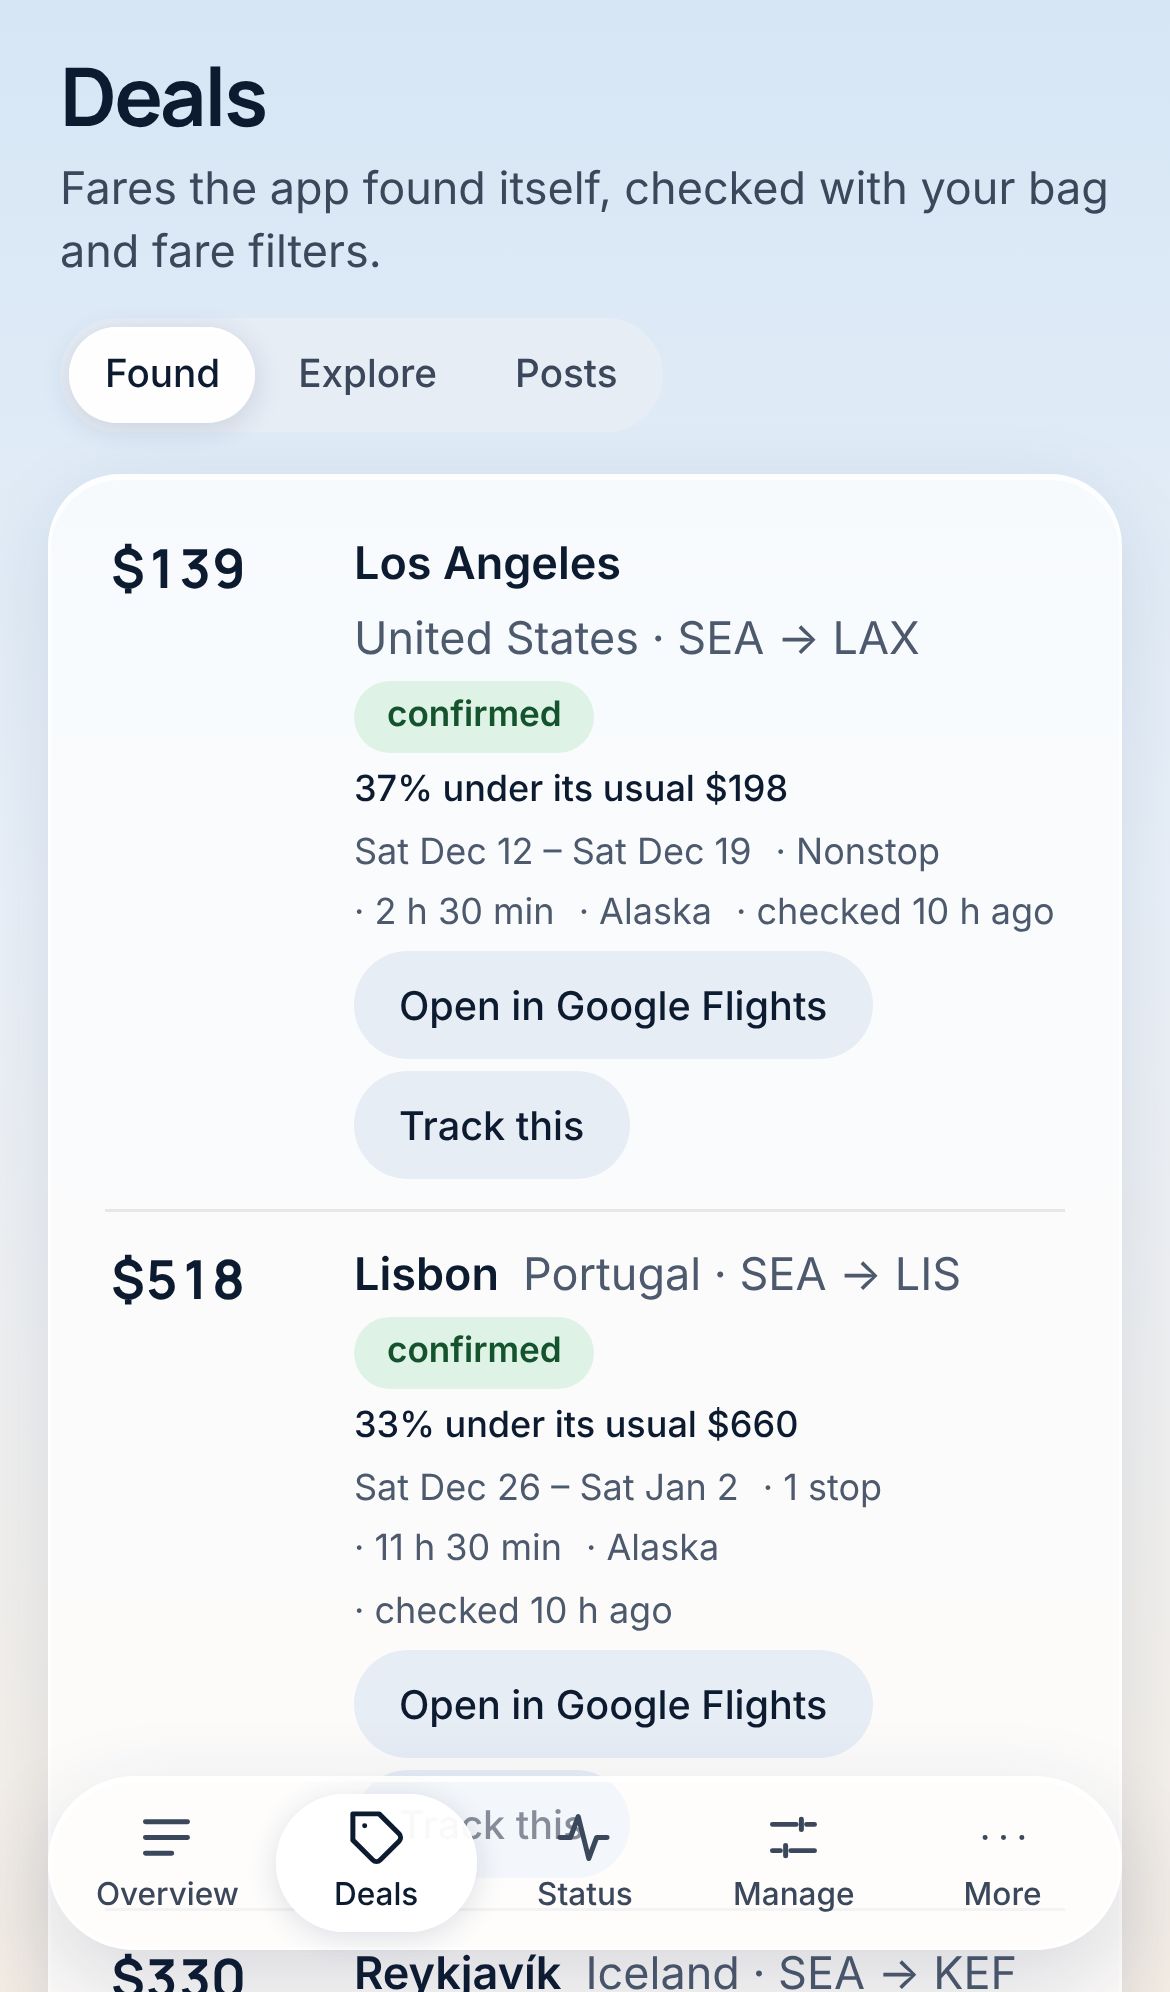 Deals
Fares the app found itself, checked with your bag
and fare filters.
Found Explore Posts
$139 Los Angeles
United States · SEA → LAX
confirmed
37% under its usual $198
Sat Dec 12 – Sat Dec 19 · Nonstop
· 2 h 30 min · Alaska · checked 10 h ago
Open in Google Flights
Track this
$518 Lisbon Portugal · SEA → LIS
confirmed
33% under its usual $660
Sat Dec 26 – Sat Jan 2 · 1 stop
· 11 h 30 min · Alaska
· checked 10 h ago
Open in Google Flights
Track this
Overview Deals Status Manage More
$330 Reykjavík Iceland · SEA → KEF